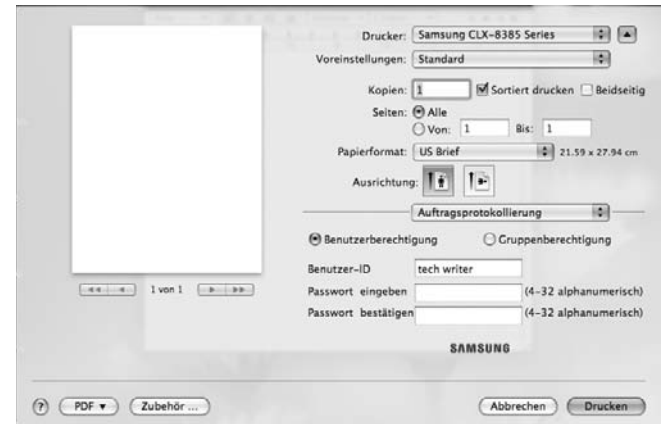 Drucker: Samsung CLX-8385 Series
Voreinstellungen: Standard
Kopien: 1 Sortiert drucken Beidseitig
Seiten: Alle
Von: 1 Bis: 1
Papierformat: US Brief 21.59 x 27.94 cm
Ausrichtung:
Auftragsprotokollierung
Benutzerberechtigung Gruppenberechtigung
Benutzer-ID tech writer
1 von 1
Passwort eingeben (4-32 alphanumerisch)
Passwort bestätigen (4-32 alphanumerisch)
SAMSUNG
? PDF Zubehör ... Abbrechen Drucken